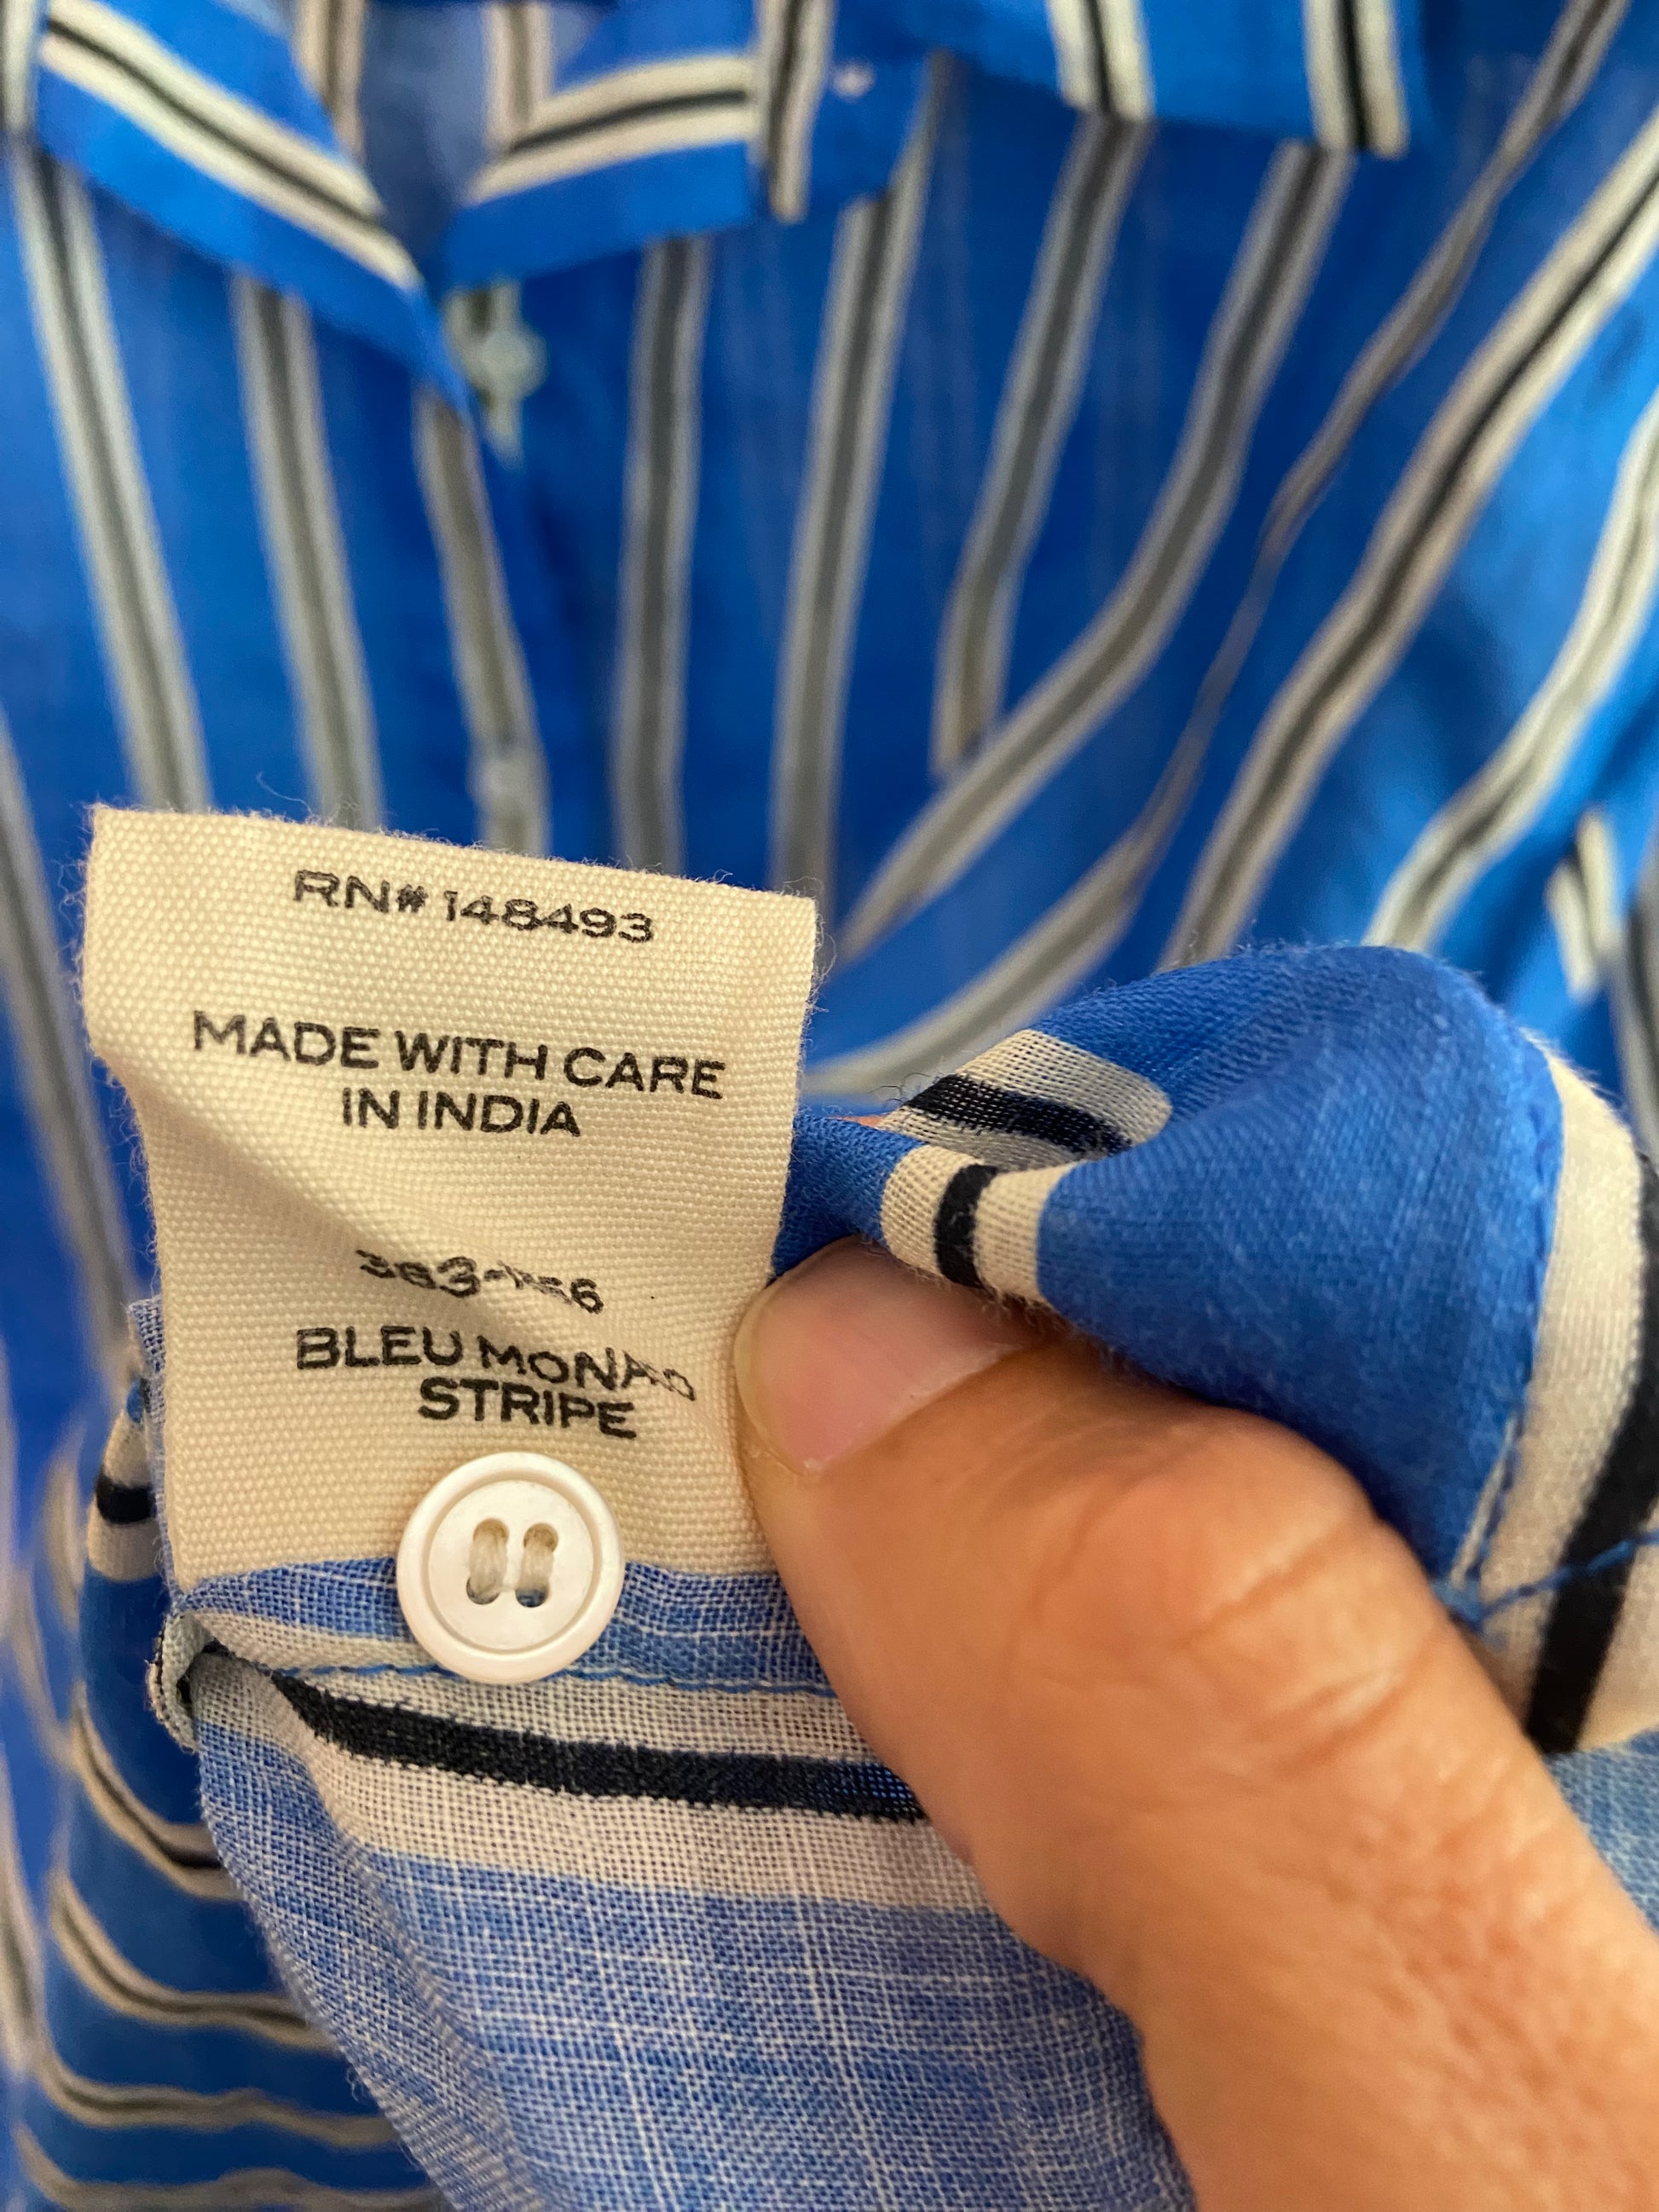 RN# 148493
MADE WITH CARE
IN INDIA
BLEU
STRIPE